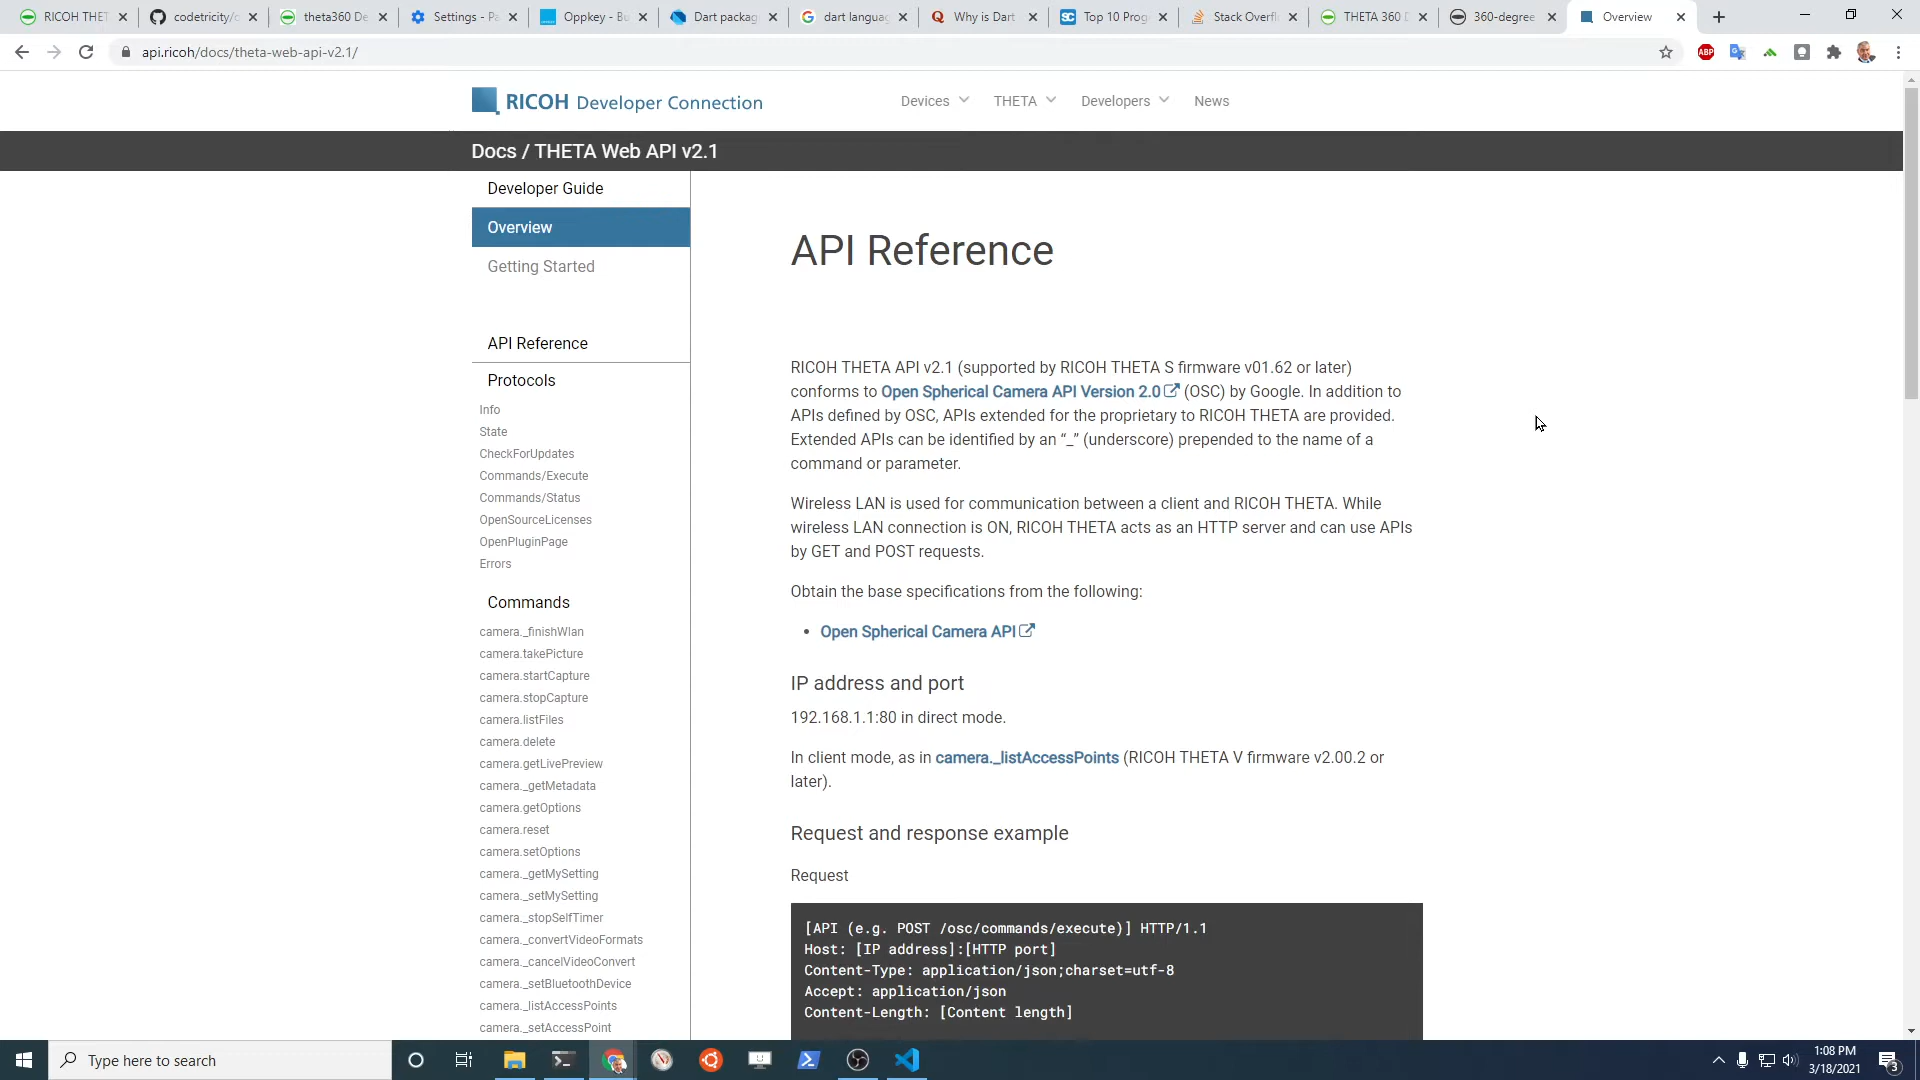 RICOH THET
codetricity/c
theta360 De
Settings - Pa
Oppkey - Bu
Dart packag
dart languag
Why is Dart
Top 10 Prog
Stack Overfl
THETA 360 D
360-degree
Overview
api.ricoh/docs/theta-web-api-v2.1/
ABP
RICOH Developer Connection
Devices
THETA
Developers
News
Docs / THETA Web API v2.1
Developer Guide
Overview
Getting Started
API Reference
Protocols
Info
State
CheckForUpdates
Commands/Execute
Commands/Status
OpenSourceLicenses
OpenPluginPage
Errors
Commands
camera._finishWlan
camera.takePicture
camera.startCapture
camera.stopCapture
camera.listFiles
camera.delete
camera.getLivePreview
camera._getMetadata
camera.getOptions
camera.reset
camera.setOptions
camera._getMySetting
camera._setMySetting
camera._stopSelfTimer
camera._convertVideoFormats
camera._cancelVideoConvert
camera._setBluetoothDevice
camera._listAccessPoints
camera._setAccessPoint
API Reference
RICOH THETA API v2.1 (supported by RICOH THETA S firmware v01.62 or later)
conforms to Open Spherical Camera API Version 2.0 (OSC) by Google. In addition to
APIs defined by OSC, APIs extended for the proprietary to RICOH THETA are provided.
Extended APIs can be identified by an “_” (underscore) prepended to the name of a
command or parameter.
Wireless LAN is used for communication between a client and RICOH THETA. While
wireless LAN connection is ON, RICOH THETA acts as an HTTP server and can use APIs
by GET and POST requests.
Obtain the base specifications from the following:
• Open Spherical Camera API
IP address and port
192.168.1.1:80 in direct mode.
In client mode, as in camera._listAccessPoints (RICOH THETA V firmware v2.00.2 or
later).
Request and response example
Request
[API (e.g. POST /osc/commands/execute)] HTTP/1.1
Host: [IP address]:[HTTP port]
Content-Type: application/json;charset=utf-8
Accept: application/json
Content-Length: [Content length]
Type here to search
1:08 PM
3/18/2021
3